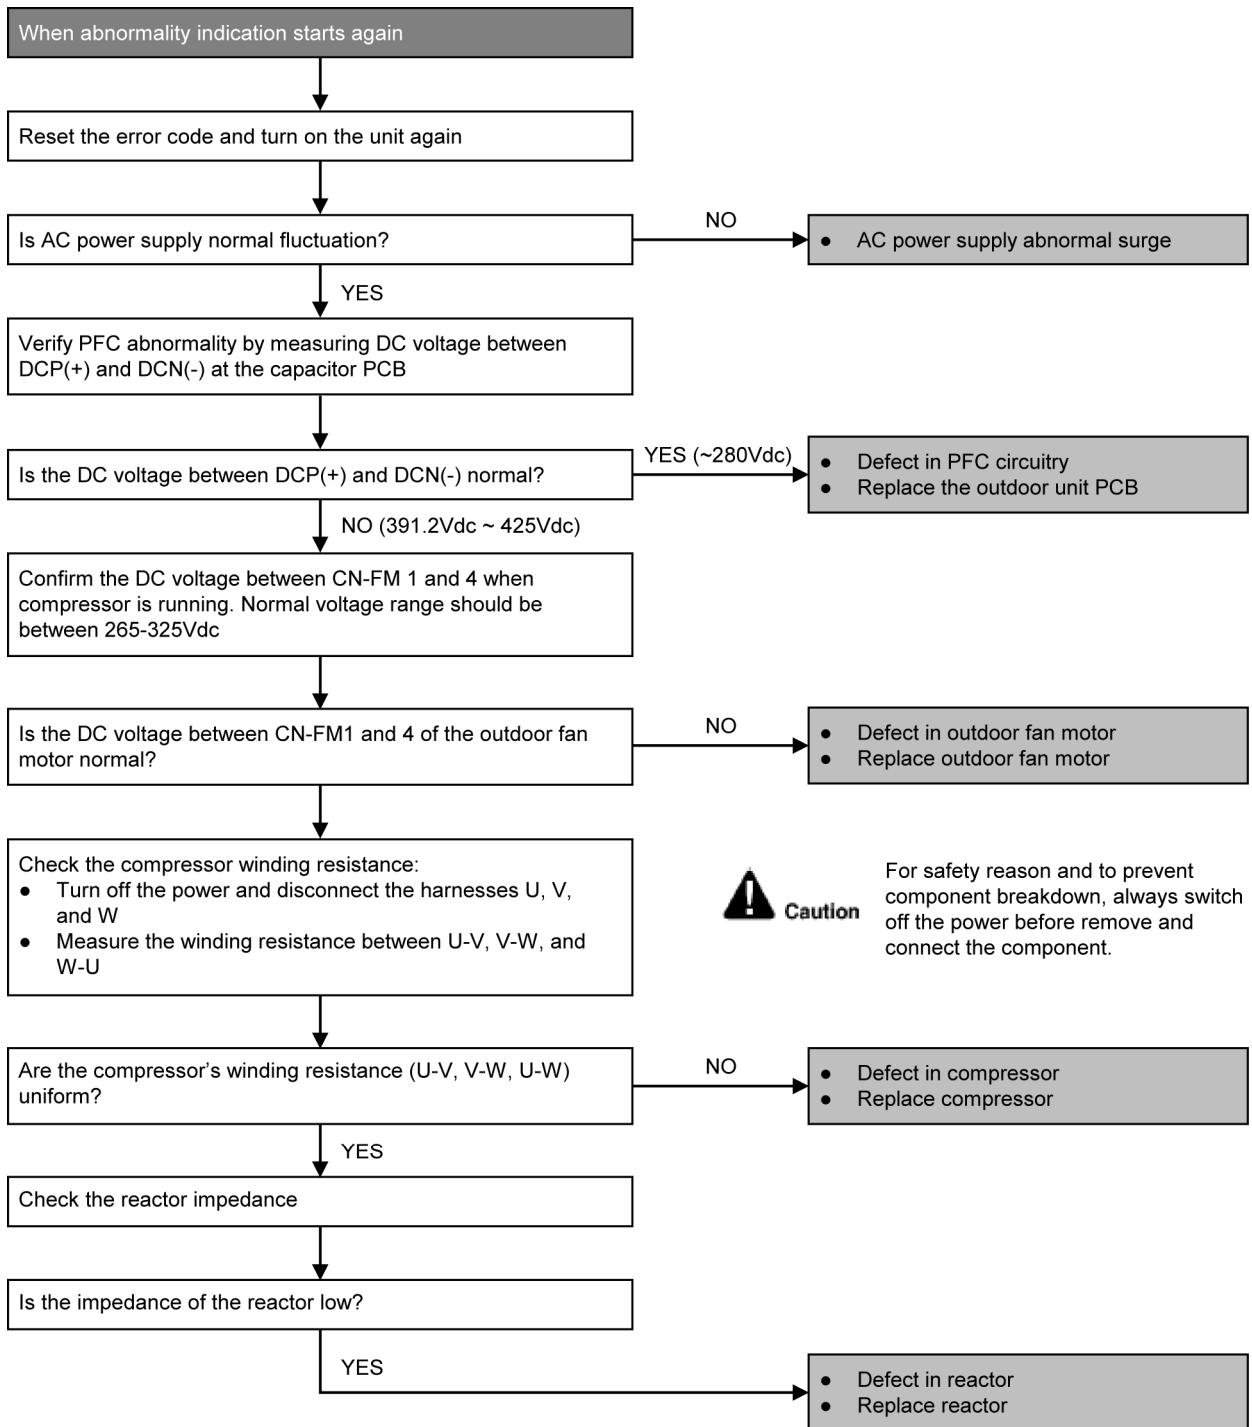 When abnormality indication starts again
Reset the error code and turn on the unit again
Is AC power supply normal fluctuation?
NO
● AC power supply abnormal surge
YES
Verify PFC abnormality by measuring DC voltage between
DCP(+) and DCN(-) at the capacitor PCB
Is the DC voltage between DCP(+) and DCN(-) normal?
YES (~280Vdc)
● Defect in PFC circuitry
● Replace the outdoor unit PCB
NO (391.2Vdc ~ 425Vdc)
Confirm the DC voltage between CN-FM 1 and 4 when
compressor is running. Normal voltage range should be
between 265-325Vdc
Is the DC voltage between CN-FM1 and 4 of the outdoor fan
motor normal?
NO
● Defect in outdoor fan motor
● Replace outdoor fan motor
Check the compressor winding resistance:
● Turn off the power and disconnect the harnesses U, V,
and W
● Measure the winding resistance between U-V, V-W, and
W-U
Caution
For safety reason and to prevent
component breakdown, always switch
off the power before remove and
connect the component.
Are the compressor’s winding resistance (U-V, V-W, U-W)
uniform?
NO
● Defect in compressor
● Replace compressor
YES
Check the reactor impedance
Is the impedance of the reactor low?
YES
● Defect in reactor
● Replace reactor